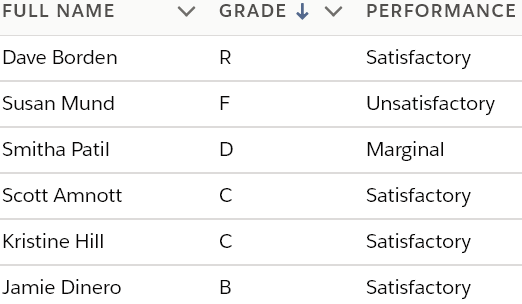 FULL NAME GRADE PERFORMANCE
Dave Borden R Satisfactory
Susan Mund F Unsatisfactory
Smitha Patil D Marginal
Scott Amnott C Satisfactory
Kristine Hill C Satisfactory
Jamie Dinero B Satisfactory